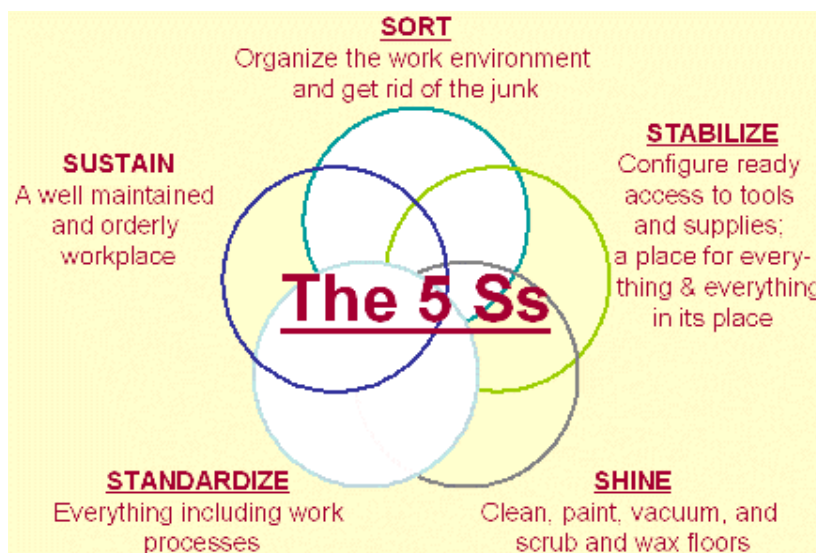 SORT
Organize the work environment
and get rid of the junk
STABILIZE
Configure ready
access to tools
and supplies;
a place for every-
thing & everything
in its place
SUSTAIN
A well maintained
and orderly
workplace
The 5 Ss
STANDARDIZE
Everything including work
processes
SHINE
Clean, paint, vacuum, and
scrub and wax floors